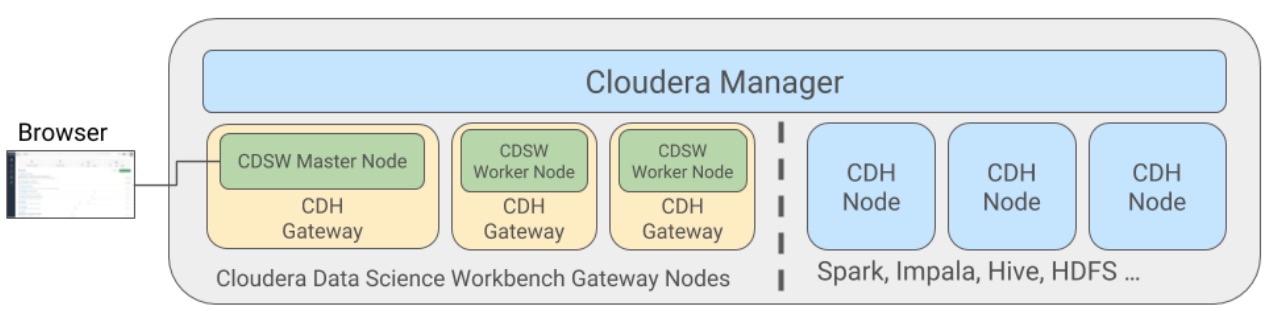 Cloudera Manager
Browser
CDSW Master Node
CDH
Gateway
CDSW
Worker Node
CDH
Gateway
CDSW
Worker Node
CDH
Gateway
Cloudera Data Science Workbench Gateway Nodes
CDH
Node
CDH
Node
CDH
Node
Spark, Impala, Hive, HDFS ...